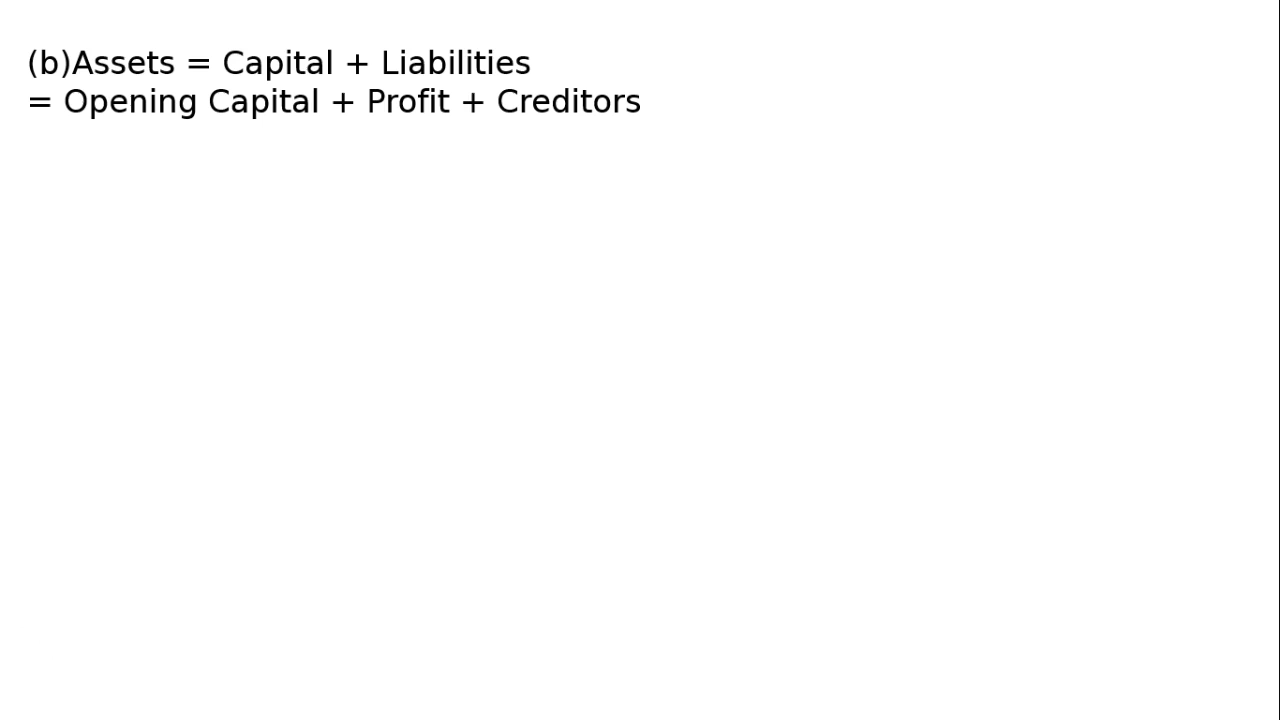 (b)Assets = Capital + Liabilities
= Opening Capital + Profit + Creditors